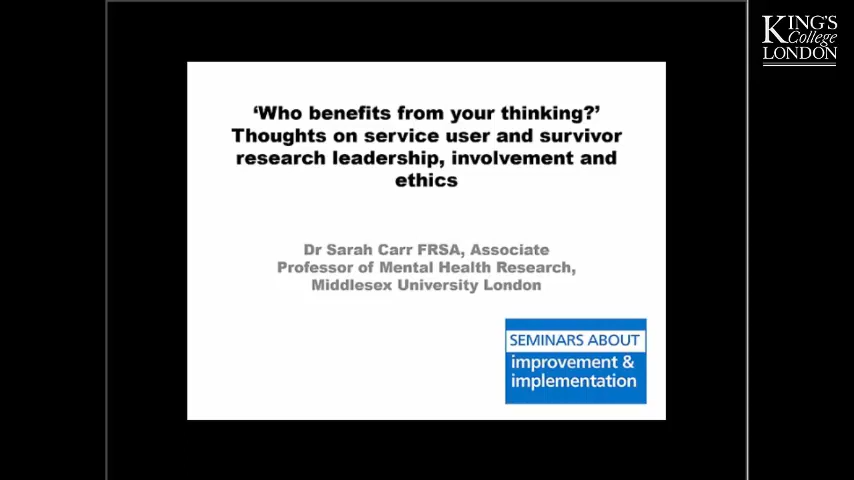 KING'S
College
LONDON
‘Who benefits from your thinking?’
Thoughts on service user and survivor
research leadership, involvement and
ethics
Dr Sarah Carr FRSA, Associate
Professor of Mental Health Research,
Middlesex University London
SEMINARS ABOUT
improvement &
implementation